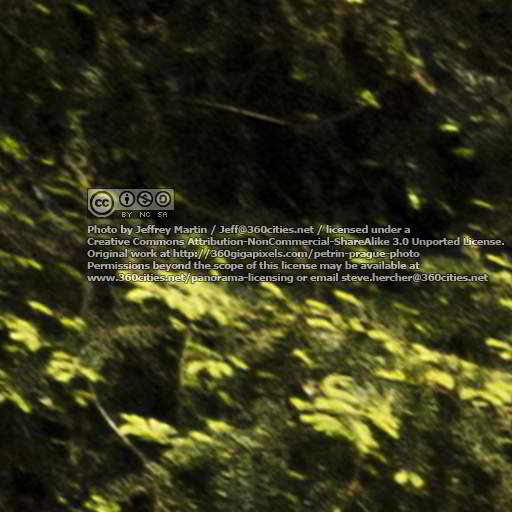 cc
BY NC SA
Photo by Jeffrey Martin / Jeff@360cities.net / licensed under a
Creative Commons Attribution-NonCommercial-ShareAlike 3.0 Unported License.
Original work at http://360gigapixels.com/petrin-prague-photo
Permissions beyond the scope of this license may be available at
www.360cities.net/panorama-licensing or email steve.hercher@360cities.net